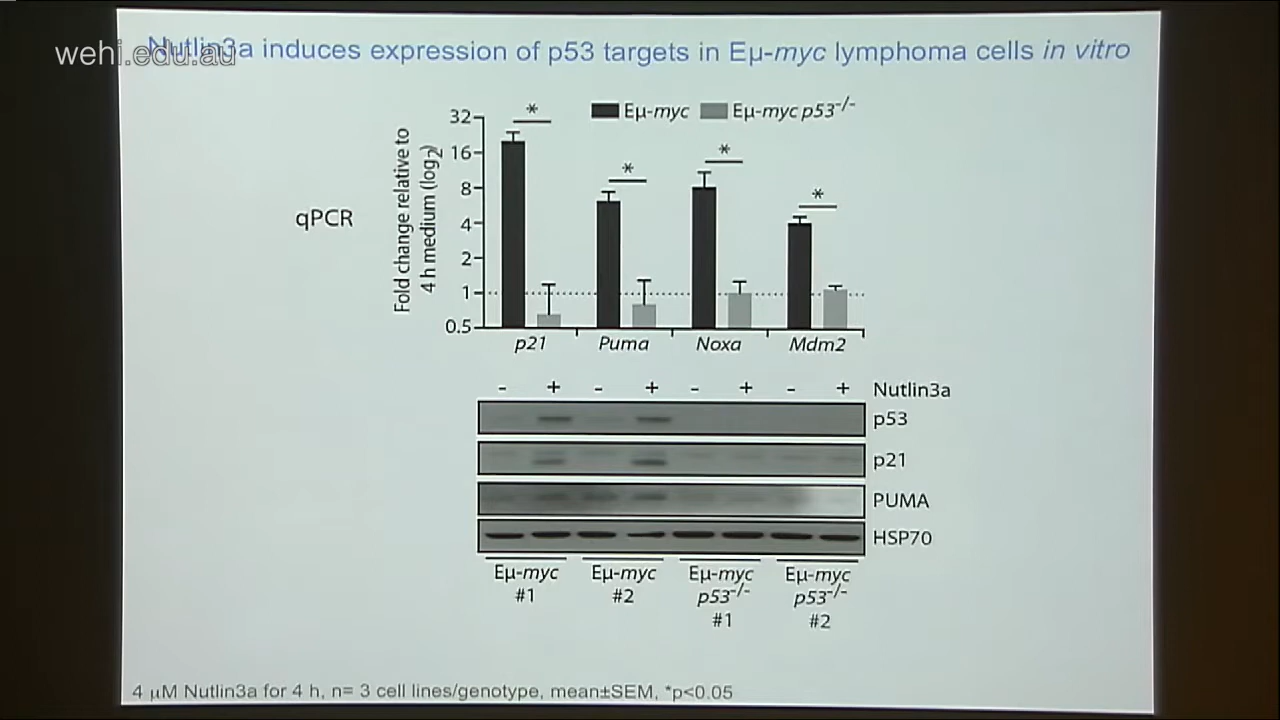 wehi.edu.au
Nutlin3a induces expression of p53 targets in Eμ-myc lymphoma cells in vitro
Eμ-myc
Eμ-myc p53-/-
qPCR
Fold change relative to
4 h medium (log2)
32
16
8
4
2
1
0.5
*
*
*
*
p21 Puma Noxa Mdm2
- + - + - + - + Nutlin3a
p53
p21
PUMA
HSP70
Eμ-myc
#1
Eμ-myc
#2
Eμ-myc
p53-/-
#1
Eμ-myc
p53-/-
#2
4 μM Nutlin3a for 4 h, n= 3 cell lines/genotype, mean±SEM, *p<0.05